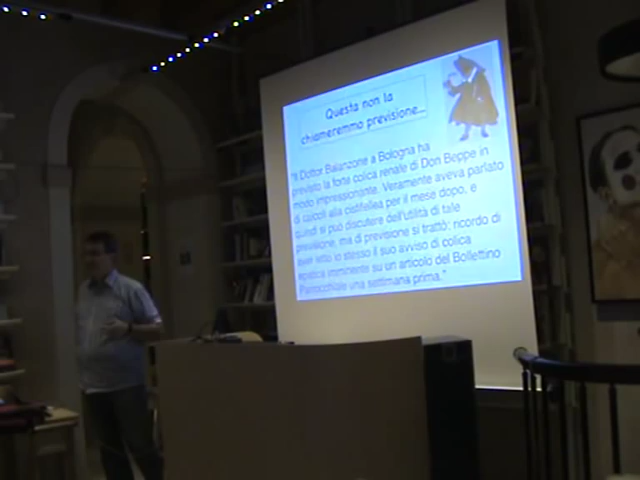 Questa non la
chiameremmo previsione...
"Il Dottor Balanzone a Bologna ha
previsto la forte colica renale di Don Beppe in
modo impressionante. Veramente aveva parlato
di calcoli alla cistifellea per il mese dopo, e
quindi si può discutere dell'utilità di tale
previsione, ma di previsione si trattò; ricordo di
aver letto io stesso il suo avviso di colica
epatica imminente su un articolo del Bollettino
Parrocchiale una settimana prima."